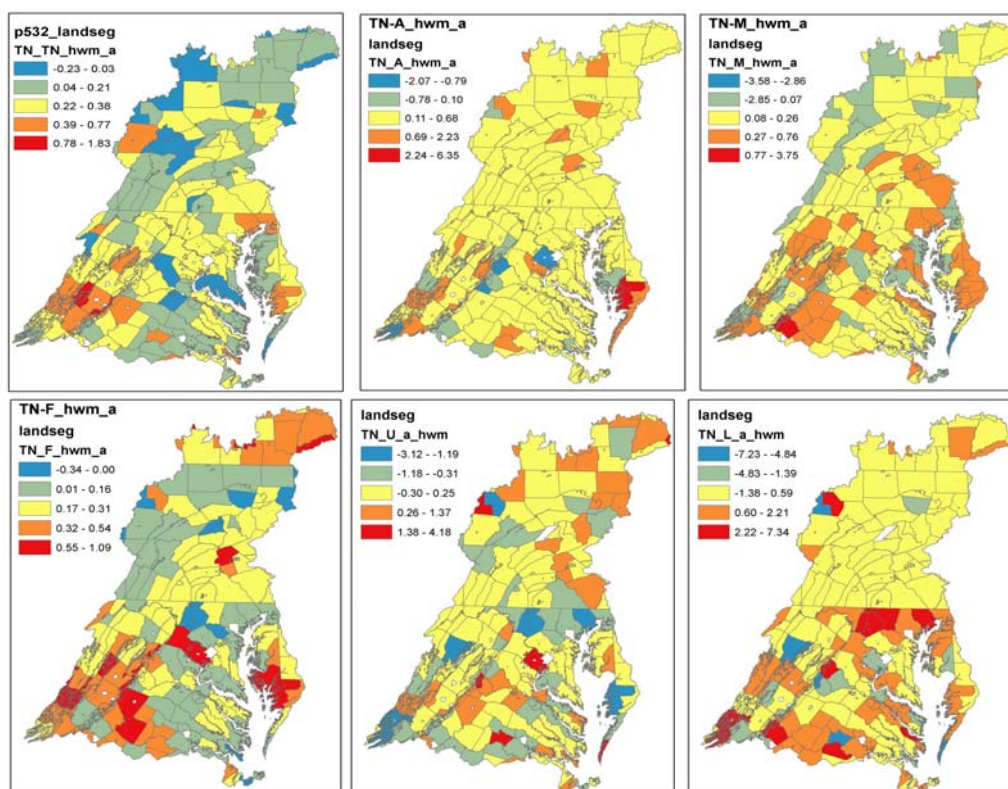 p532_landseg
TN_TN_hwm_a
-0.23 - 0.03
0.04 - 0.21
0.22 - 0.38
0.39 - 0.77
0.78 - 1.83
TN-A_hwm_a
landseg
TN_A_hwm_a
-2.07 - -0.79
-0.78 - 0.10
0.11 - 0.68
0.69 - 2.23
2.24 - 6.35
TN-M_hwm_a
landseg
TN_M_hwm_a
-3.58 - -2.86
-2.85 - 0.07
0.08 - 0.26
0.27 - 0.76
0.77 - 3.75
TN-F_hwm_a
landseg
TN_F_hwm_a
-0.34 - 0.00
0.01 - 0.16
0.17 - 0.31
0.32 - 0.54
0.55 - 1.09
landseg
TN_U_a_hwm
-3.12 - -1.19
-1.18 - -0.31
-0.30 - 0.25
0.26 - 1.37
1.38 - 4.18
landseg
TN_L_a_hwm
-7.23 - -4.84
-4.83 - -1.39
-1.38 - 0.59
0.60 - 2.21
2.22 - 7.34